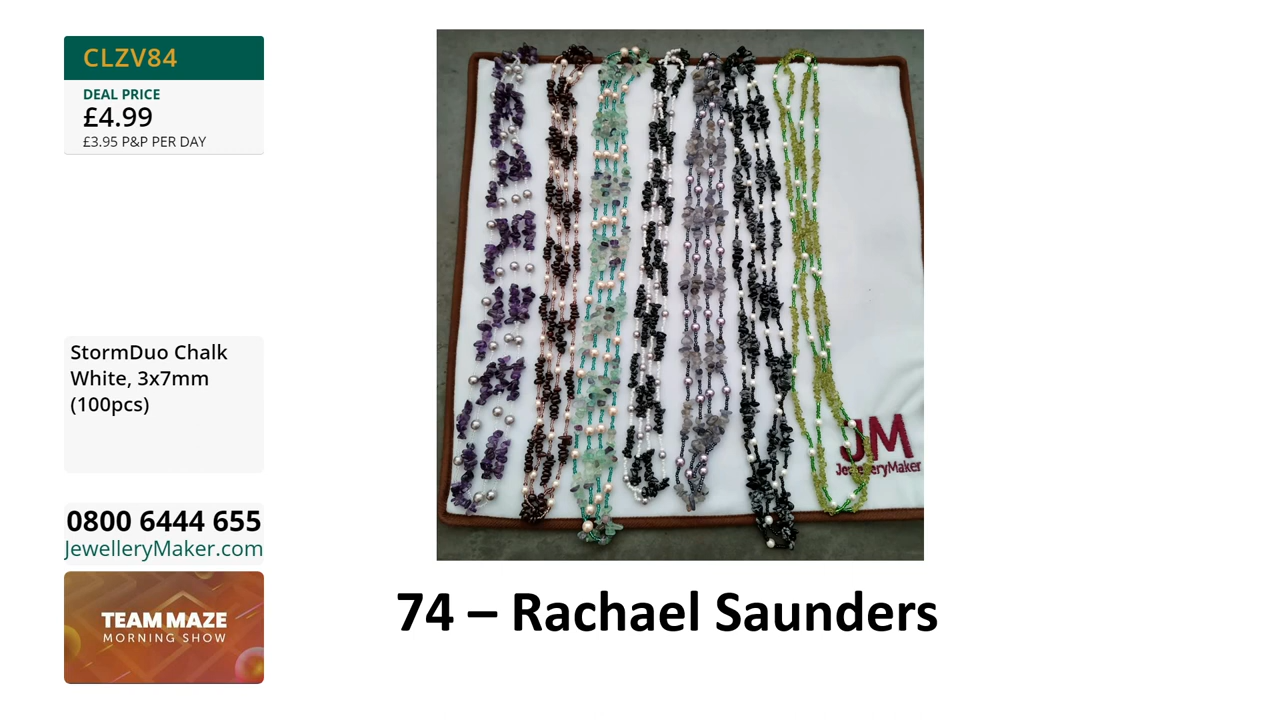 CLZV84
DEAL PRICE
£4.99
£3.95 P&P PER DAY
StormDuo Chalk
White, 3x7mm
(100pcs)
0800 6444 655
JewelleryMaker.com
TEAM MAZE
MORNING SHOW
JM
JewelleryMaker
74 – Rachael Saunders